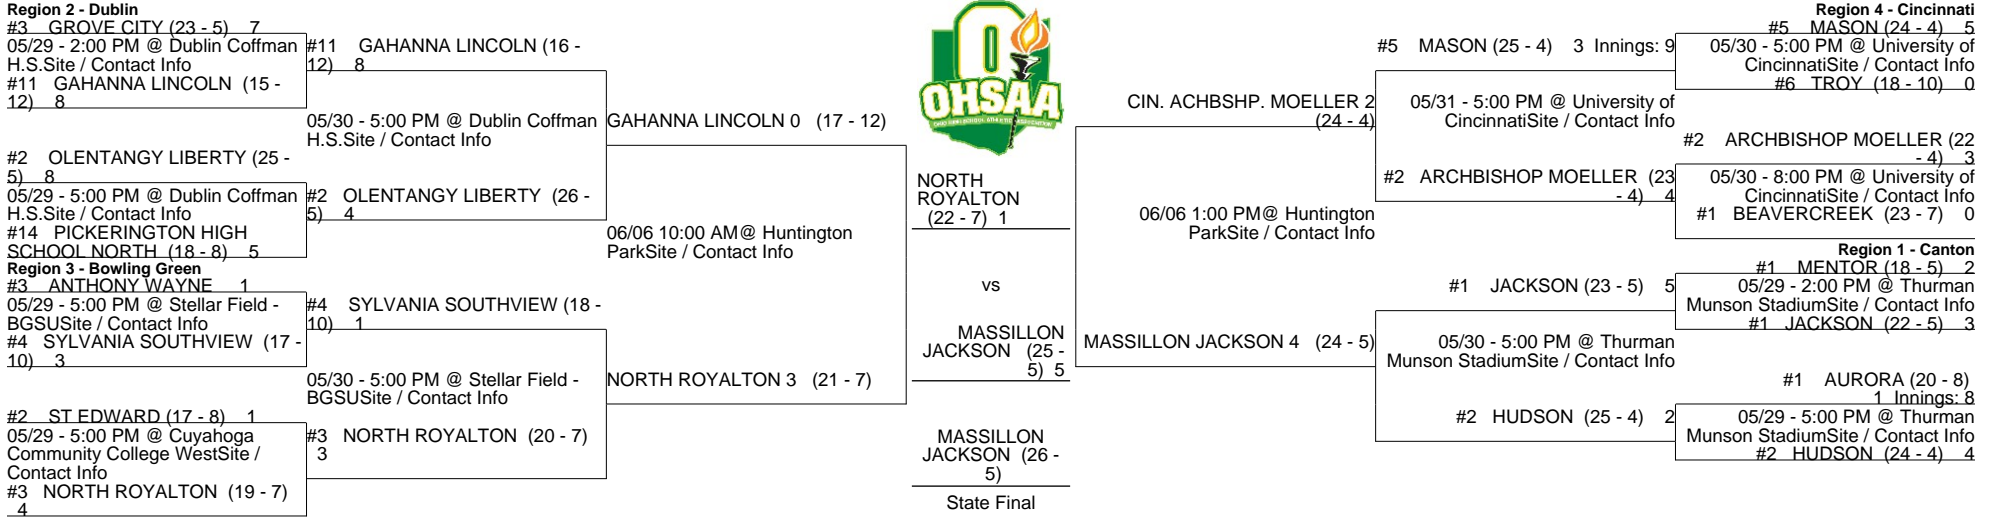 Region 2 - Dublin
#3 GROVE CITY (23 - 5) 7
05/29 - 2:00 PM @ Dublin Coffman
H.S.Site / Contact Info
#11 GAHANNA LINCOLN (15 -
12) 8
#2 OLENTANGY LIBERTY (25 -
5) 8
05/29 - 5:00 PM @ Dublin Coffman
H.S.Site / Contact Info
#14 PICKERINGTON HIGH
SCHOOL NORTH (18 - 8) 5
Region 3 - Bowling Green
#3 ANTHONY WAYNE 1
05/29 - 5:00 PM @ Stellar Field -
BGSUSite / Contact Info
#4 SYLVANIA SOUTHVIEW (17 -
10) 3
#2 ST EDWARD (17 - 8) 1
05/29 - 5:00 PM @ Cuyahoga
Community College WestSite /
Contact Info
#3 NORTH ROYALTON (19 - 7)
4
#11 GAHANNA LINCOLN (16 -
12) 8
05/30 - 5:00 PM @ Dublin Coffman
H.S.Site / Contact Info
#2 OLENTANGY LIBERTY (26 -
5) 4
#4 SYLVANIA SOUTHVIEW (18 -
10) 1
05/30 - 5:00 PM @ Stellar Field -
BGSUSite / Contact Info
#3 NORTH ROYALTON (20 - 7)
3
GAHANNA LINCOLN 0 (17 - 12)
06/06 10:00 AM@ Huntington
ParkSite / Contact Info
NORTH ROYALTON 3 (21 - 7)
OHSAA
NORTH
ROYALTON
(22 - 7) 1
vs
MASSILLON
JACKSON (25 -
5) 5
MASSILLON
JACKSON (26 -
5)
State Final
CIN. ACHBSHP. MOELLER 2
(24 - 4)
06/06 1:00 PM@ Huntington
ParkSite / Contact Info
MASSILLON JACKSON 4 (24 - 5)
#5 MASON (25 - 4) 3 Innings: 9
05/31 - 5:00 PM @ University of
CincinnatiSite / Contact Info
#2 ARCHBISHOP MOELLER (23
- 4) 4
#1 JACKSON (23 - 5) 5
05/30 - 5:00 PM @ Thurman
Munson StadiumSite / Contact Info
#2 HUDSON (25 - 4) 2
Region 4 - Cincinnati
#5 MASON (24 - 4) 5
05/30 - 5:00 PM @ University of
CincinnatiSite / Contact Info
#6 TROY (18 - 10) 0
#2 ARCHBISHOP MOELLER (22
- 4) 3
05/30 - 8:00 PM @ University of
CincinnatiSite / Contact Info
#1 BEAVERCREEK (23 - 7) 0
Region 1 - Canton
#1 MENTOR (18 - 5) 2
05/29 - 2:00 PM @ Thurman
Munson StadiumSite / Contact Info
#1 JACKSON (22 - 5) 3
#1 AURORA (20 - 8)
1 Innings: 8
05/29 - 5:00 PM @ Thurman
Munson StadiumSite / Contact Info
#2 HUDSON (24 - 4) 4